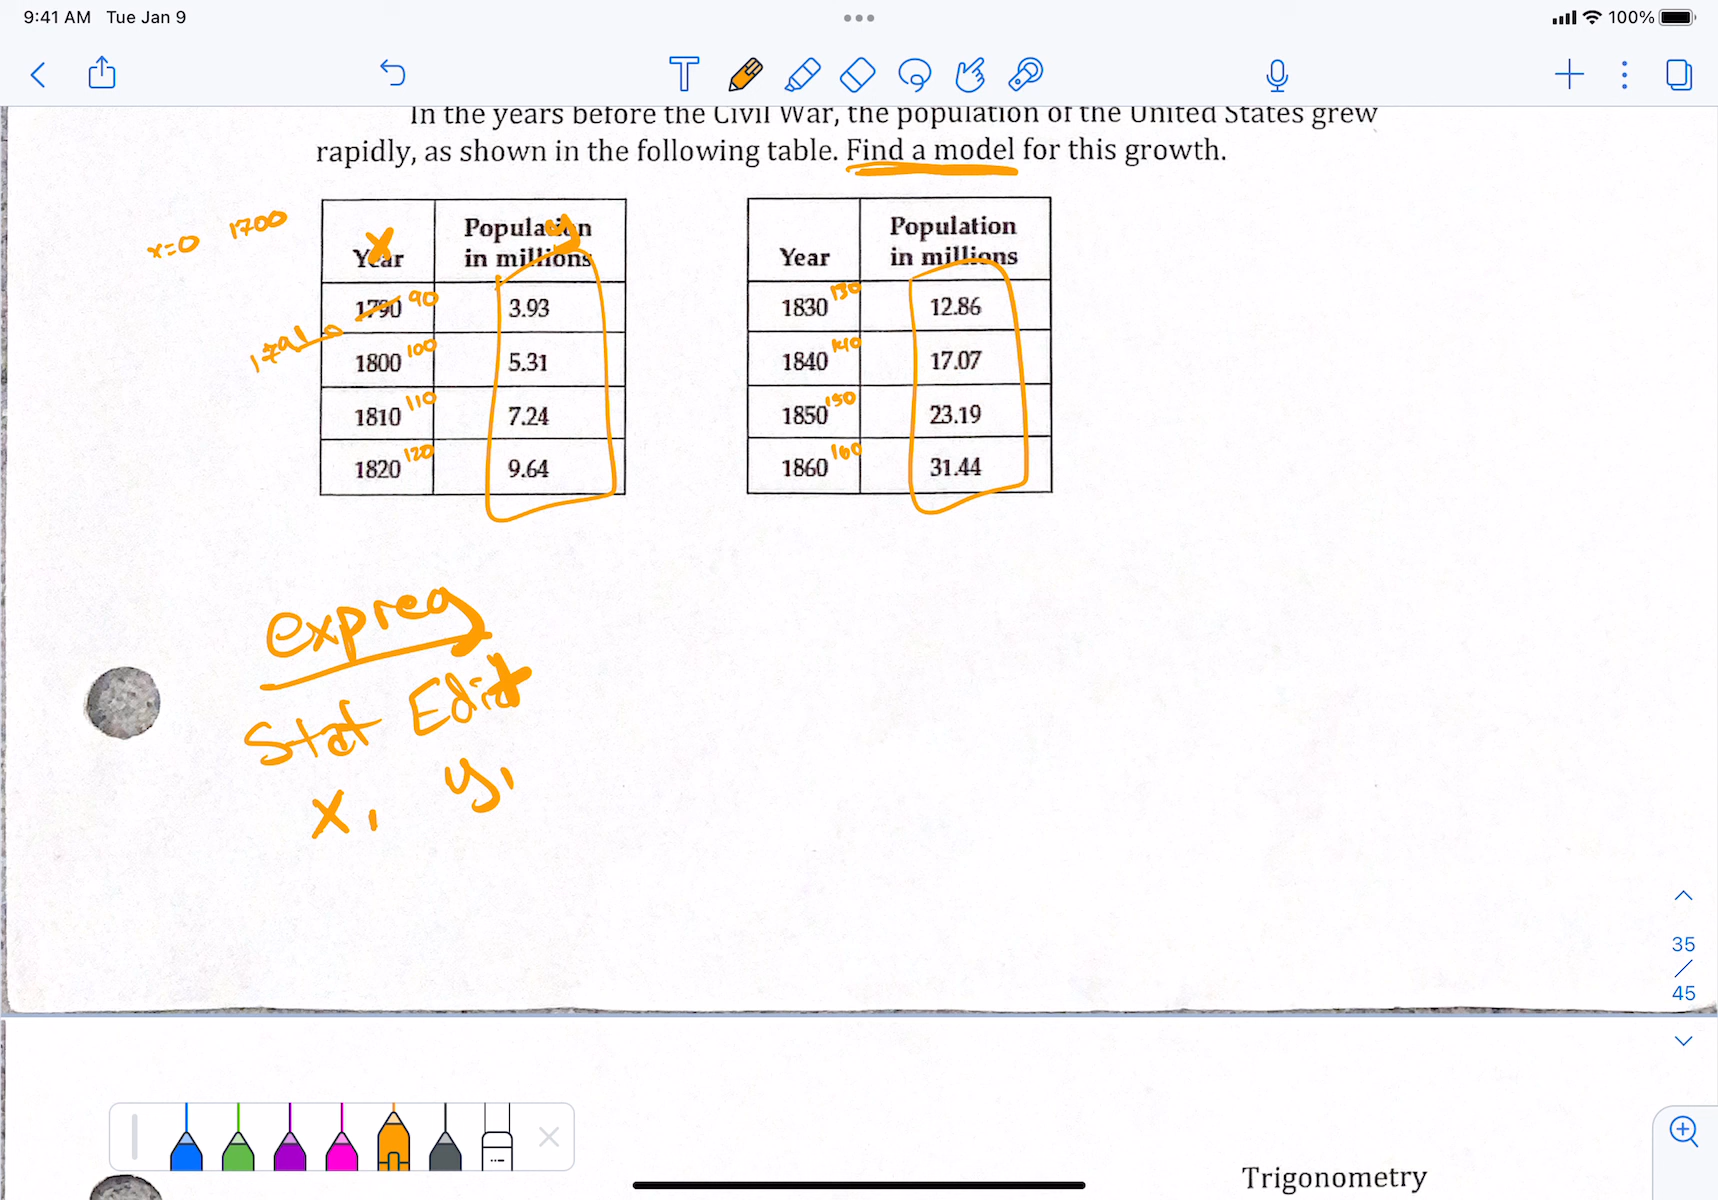 9:41 AM Tue Jan 9
100%
In the years before the Civil War, the population of the United States grew
rapidly, as shown in the following table. Find a model for this growth.
x=0 1700
x y
Year Population in millions
1790 90 3.93
1800 100 5.31
1810 110 7.24
1820 120 9.64
Year Population in millions
1830 130 12.86
1840 140 17.07
1850 150 23.19
1860 160 31.44
expreg
Stat Edit
x, y,
35
/
45
Trigonometry